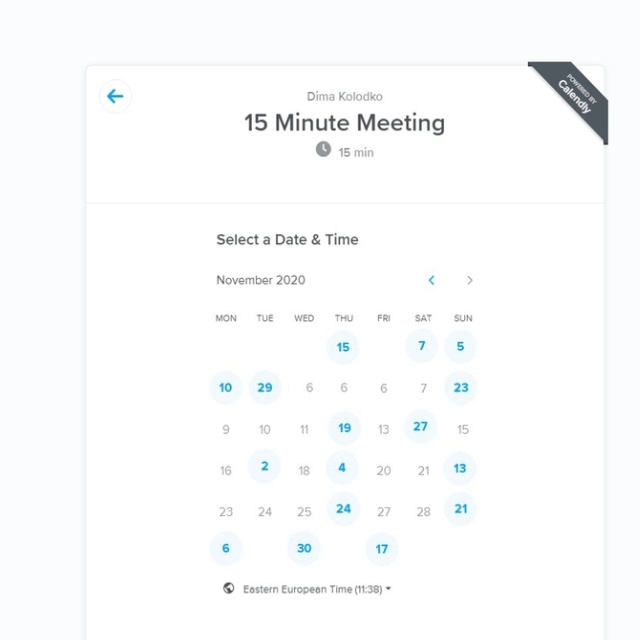 POWERED BY
Calendly
Dima Kolodko
15 Minute Meeting
15 min
Select a Date & Time
November 2020
MON TUE WED THU FRI SAT SUN
15 7 5
10 29 6 6 6 7 23
9 10 11 19 13 27 15
16 2 18 4 20 21 13
23 24 25 24 27 28 21
6 30 17
Eastern European Time (11:38)